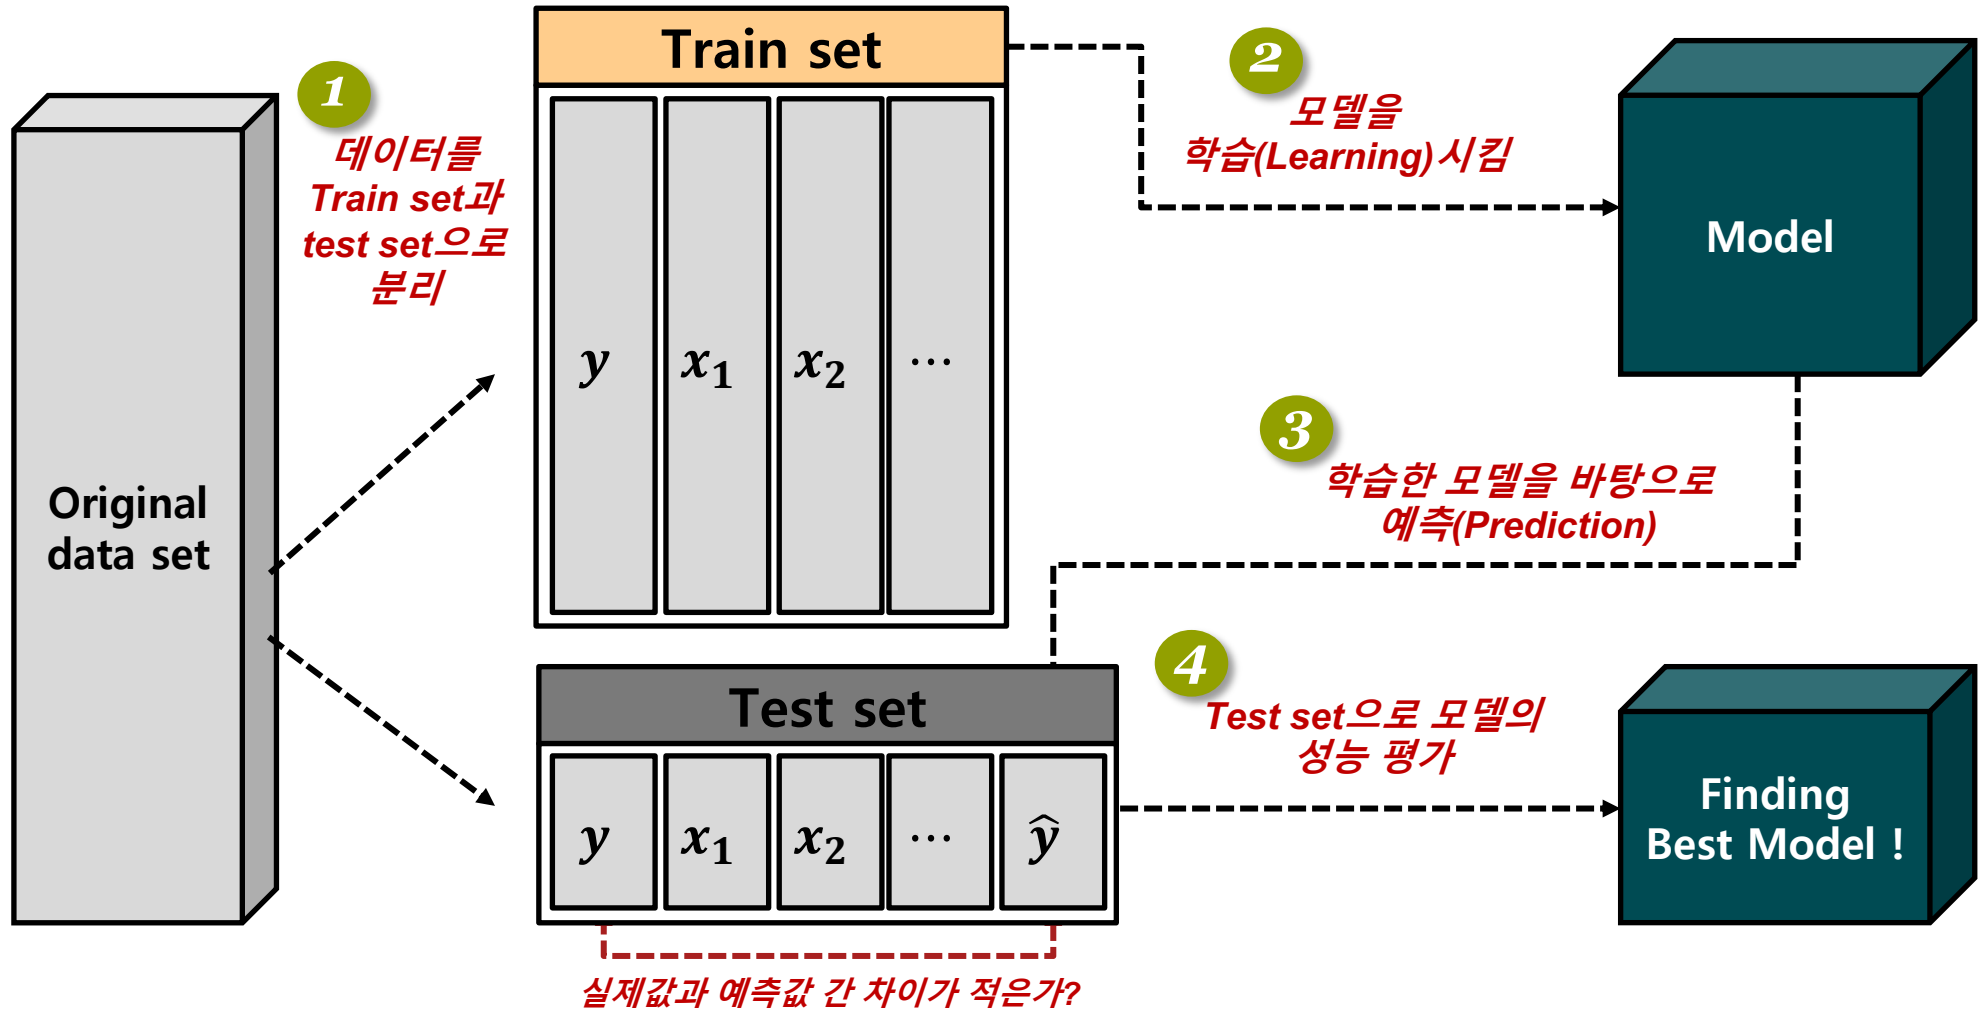 Original
data set
1
데이터를
Train set과
test set으로
분리
Train set
y x₁ x₂ ⋯
2
모델을
학습(Learning)시킴
Model
3
학습한 모델을 바탕으로
예측(Prediction)
Test set
y x₁ x₂ ⋯ ŷ
실제값과 예측값 간 차이가 적은가?
4
Test set으로 모델의
성능 평가
Finding
Best Model !